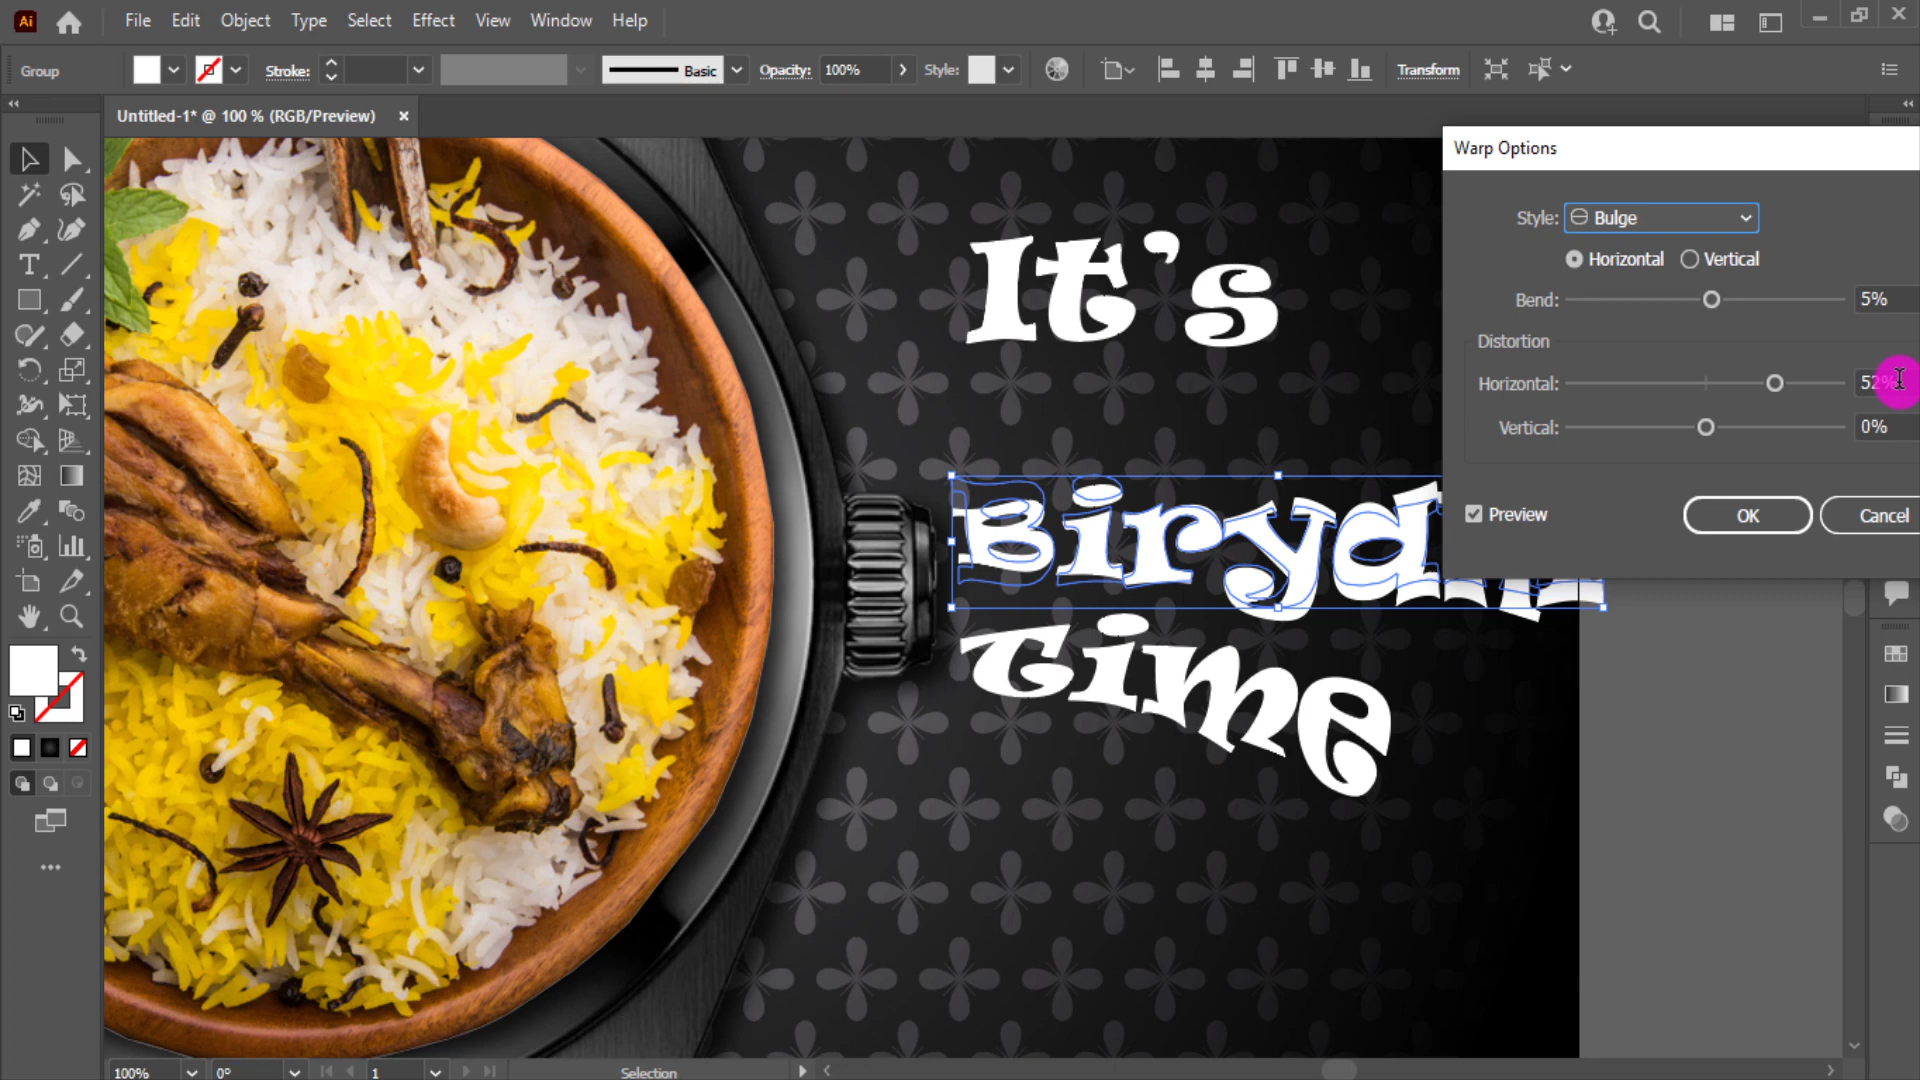 Ai File Edit Object Type Select Effect View Window Help
Group Stroke: Basic Opacity: 100% Style: Transform
Untitled-1* @ 100 % (RGB/Preview) ×
Warp Options
Style: Bulge
Horizontal Vertical
Bend: 5%
Distortion
Horizontal: 52%
Vertical: 0%
Preview OK Cancel
It's
Time
100% 0° 1 Selection